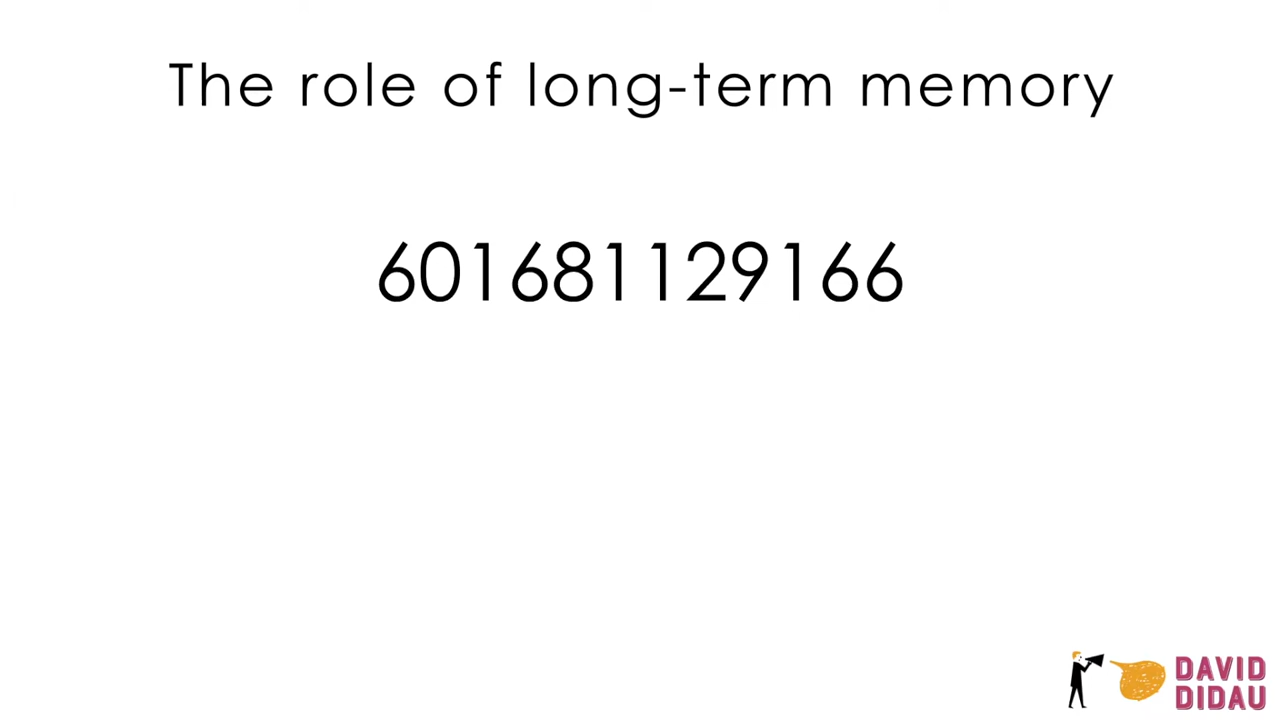 The role of long-term memory
601681129166
DAVID
DIDAU